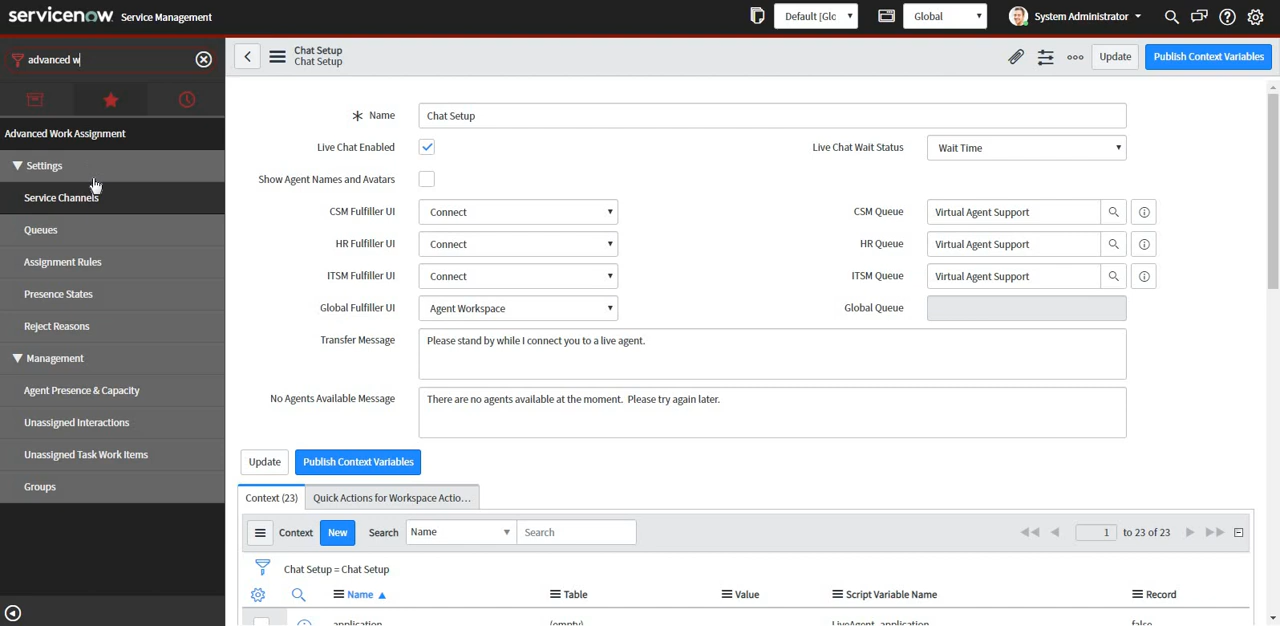 servicenow Service Management
Default [Glc
Global
System Administrator
advanced w
Chat Setup
Chat Setup
Update
Publish Context Variables
Advanced Work Assignment
Settings
Service Channels
Queues
Assignment Rules
Presence States
Reject Reasons
Management
Agent Presence & Capacity
Unassigned Interactions
Unassigned Task Work Items
Groups
Name Chat Setup
Live Chat Enabled
Live Chat Wait Status Wait Time
Show Agent Names and Avatars
CSM Fulfiller UI Connect
CSM Queue Virtual Agent Support
HR Fulfiller UI Connect
HR Queue Virtual Agent Support
ITSM Fulfiller UI Connect
ITSM Queue Virtual Agent Support
Global Fulfiller UI Agent Workspace
Global Queue
Transfer Message Please stand by while I connect you to a live agent.
No Agents Available Message There are no agents available at the moment. Please try again later.
Update Publish Context Variables
Context (23) Quick Actions for Workspace Actio...
Context New Search Name Search
1 to 23 of 23
Chat Setup = Chat Setup
Name Table Value Script Variable Name Record
application (empty) LiveAgent_application false